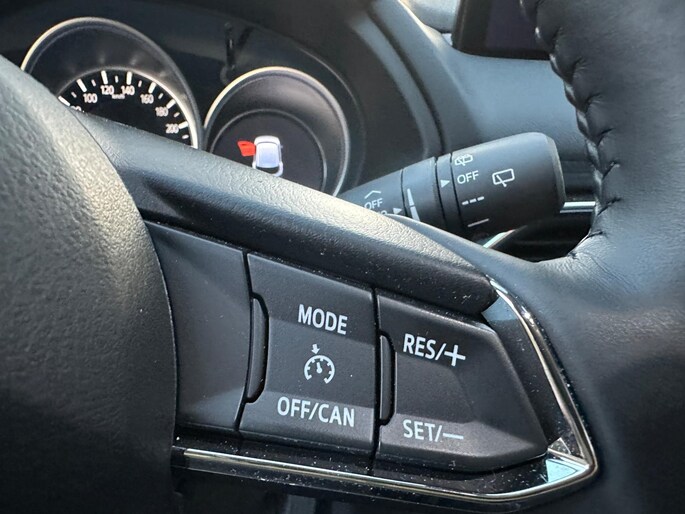 100 120 140 160 180 200
OFF
OFF
MODE
OFF/CAN
RES/+
SET/−